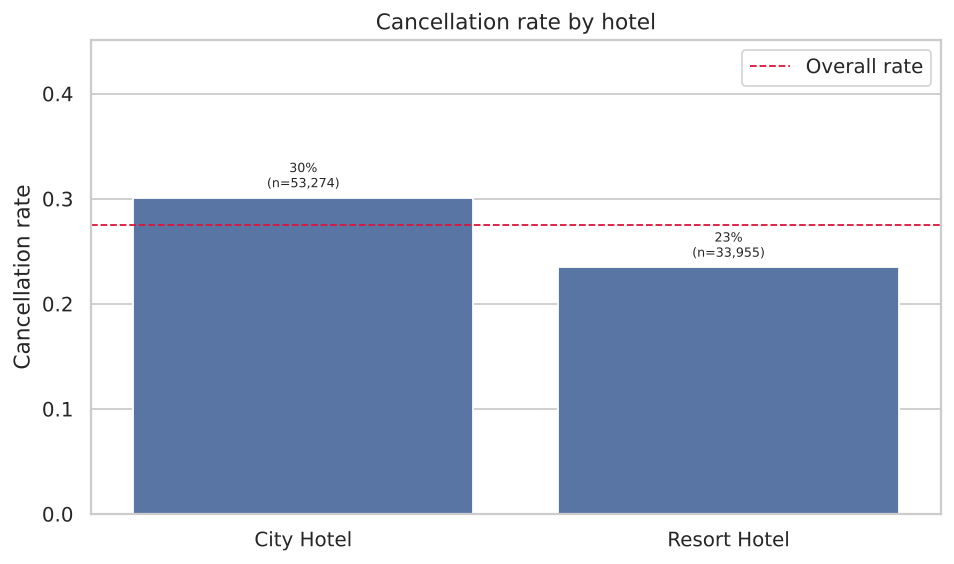 Cancellation rate by hotel
Overall rate
Cancellation rate
0.4
0.3
0.2
0.1
0.0
30%
(n=53,274)
23%
(n=33,955)
City Hotel
Resort Hotel